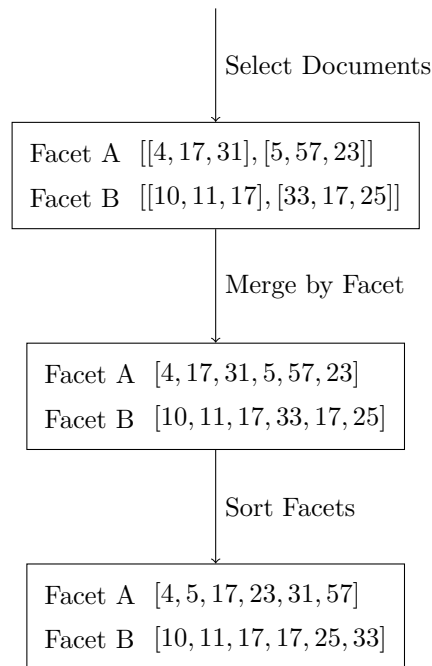 Select Documents
Facet A [[4, 17, 31], [5, 57, 23]]
Facet B [[10, 11, 17], [33, 17, 25]]
Merge by Facet
Facet A [4, 17, 31, 5, 57, 23]
Facet B [10, 11, 17, 33, 17, 25]
Sort Facets
Facet A [4, 5, 17, 23, 31, 57]
Facet B [10, 11, 17, 17, 25, 33]